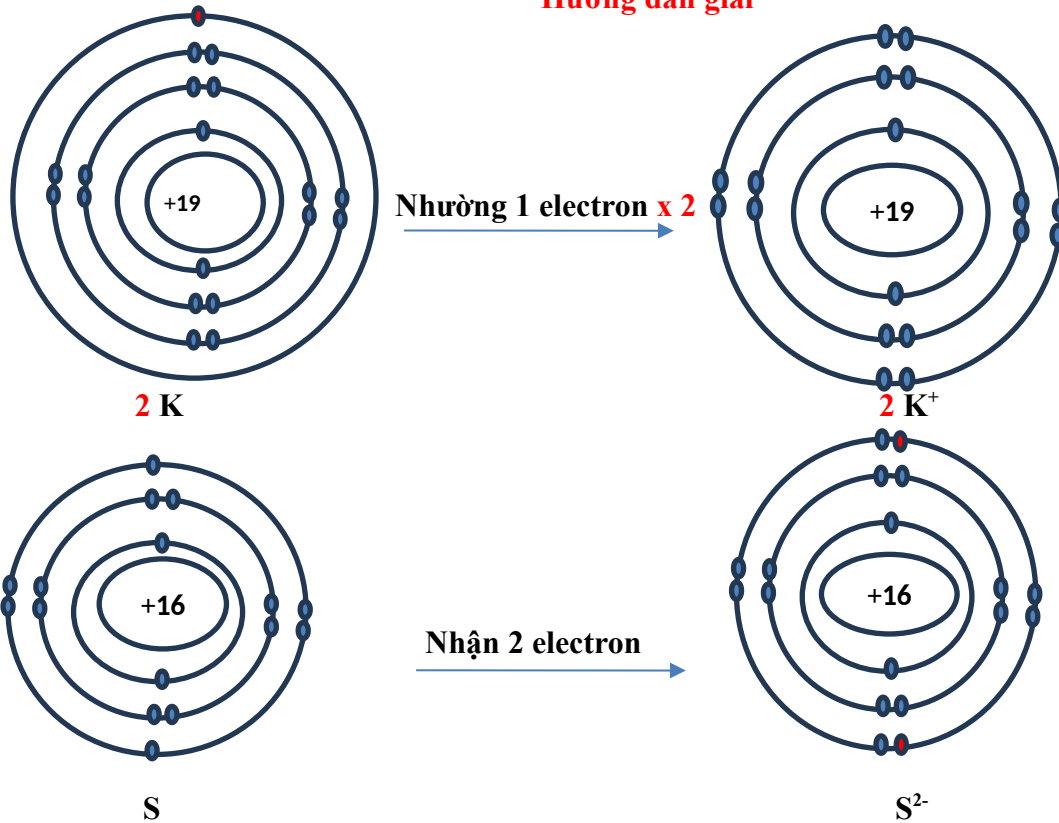 Hướng dẫn giải
+19
Nhường 1 electron x 2
+19
2 K
2 K⁺
+16
Nhận 2 electron
+16
S
S²⁻